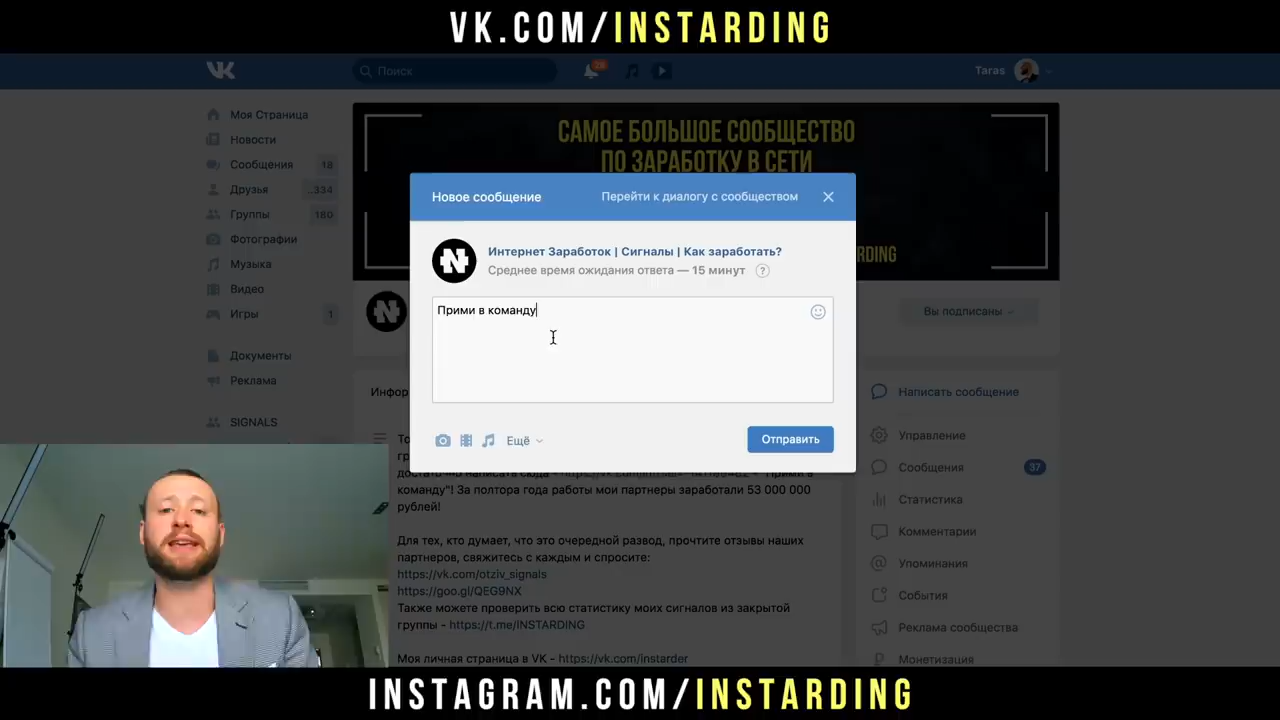 VK.COM/INSTARDING
Поиск
26
Taras
Моя Страница
Новости
Сообщения 18
Друзья ..334
Группы 180
Фотографии
Музыка
Видео
Игры 1
Документы
Реклама
SIGNALS
САМОЕ БОЛЬШОЕ СООБЩЕСТВО
ПО ЗАРАБОТКУ В СЕТИ
RDING
Новое сообщение
Перейти к диалогу с сообществом
Интернет Заработок | Сигналы | Как заработать?
Среднее время ожидания ответа — 15 минут ?
Прими в команду
Ещё
Отправить
Вы подписаны
Инфор
То
гр
команду"! За полтора года работы мои партнеры заработали 53 000 000
рублей!
Для тех, кто думает, что это очередной развод, прочтите отзывы наших
партнеров, свяжитесь с каждым и спросите:
https://vk.com/otziv_signals
https://goo.gl/QEG9NX
Также можете проверить всю статистику моих сигналов из закрытой
группы - https://t.me/INSTARDING
Моя личная страница в VK - https://vk.com/instarder
Написать сообщение
Управление
Сообщения 37
Статистика
Комментарии
Упоминания
События
Реклама сообщества
Монетизация
INSTAGRAM.COM/INSTARDING